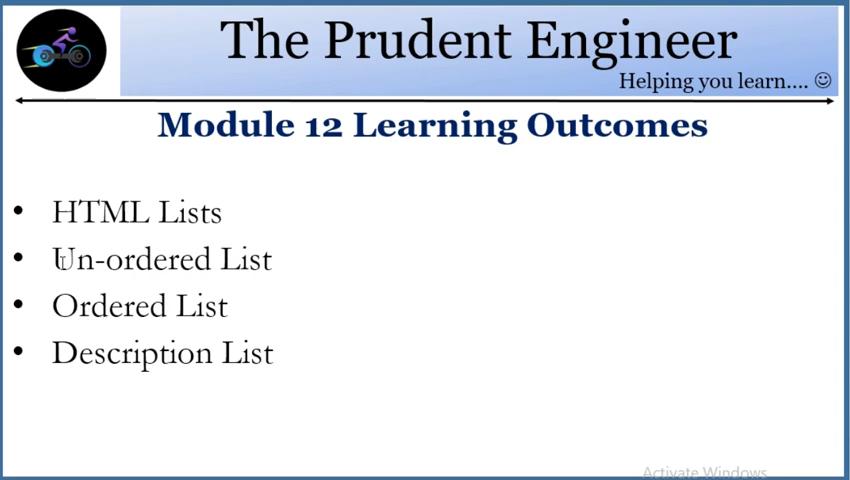 The Prudent Engineer
Helping you learn.... ☺
Module 12 Learning Outcomes
• HTML Lists
• Un-ordered List
• Ordered List
• Description List
Activate Windows